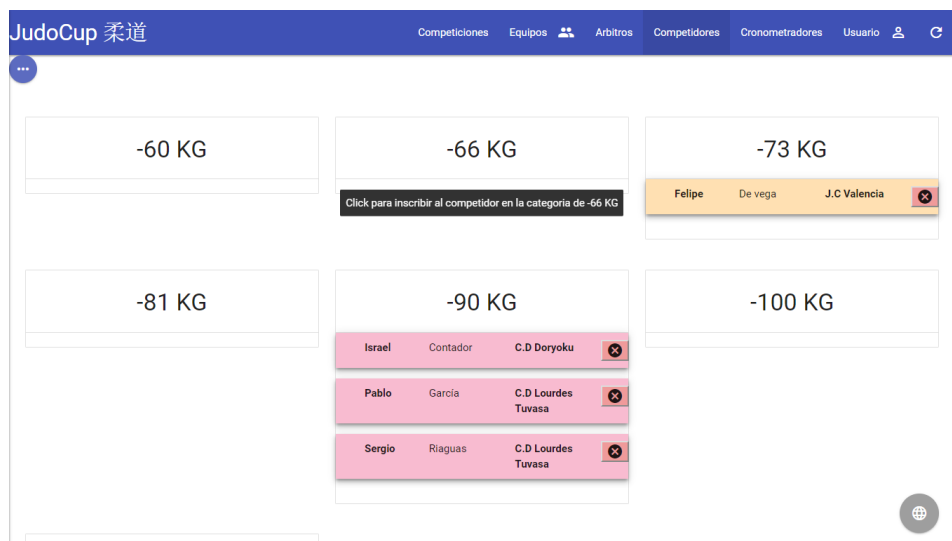 JudoCup 柔道
Competiciones Equipos Arbitros Competidores Cronometradores Usuario
-60 KG
-66 KG
-73 KG
Click para inscribir al competidor en la categoria de -66 KG
Felipe De vega J.C Valencia
-81 KG
-90 KG
-100 KG
Israel Contador C.D Doryoku
Pablo García C.D Lourdes
Tuvasa
Sergio Riaguas C.D Lourdes
Tuvasa